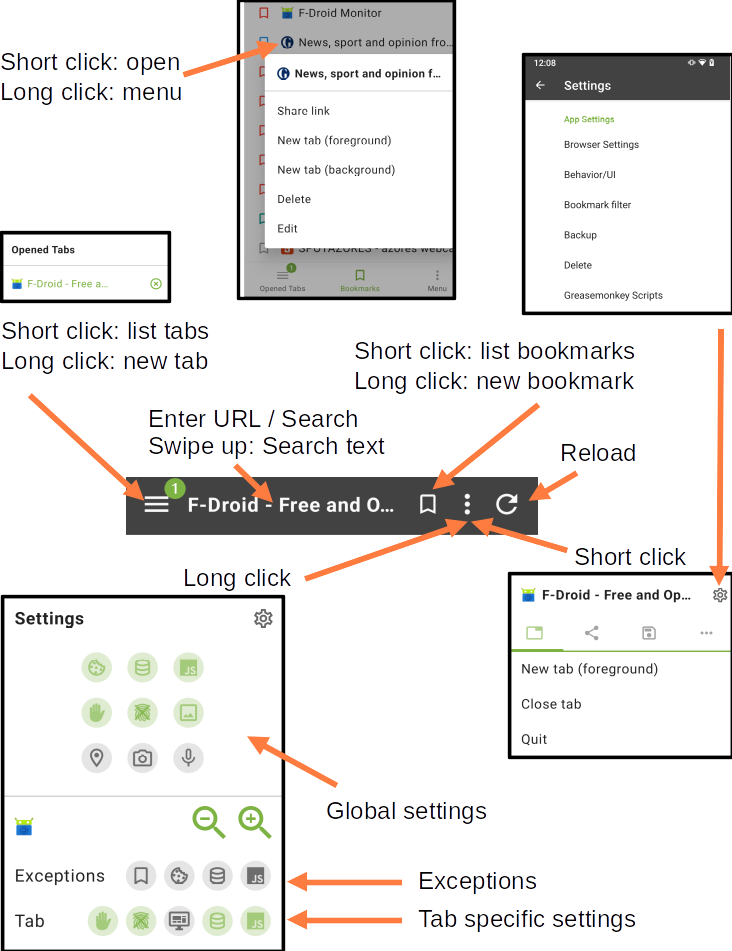 F-Droid Monitor
News, sport and opinion fro...
News, sport and opinion f...
Share link
New tab (foreground)
New tab (background)
Delete
Edit
SPOTAZORES - azores webca
1
Opened Tabs
Bookmarks
Menu
Short click: open
Long click: menu
12:08
Settings
App Settings
Browser Settings
Behavior/UI
Bookmark filter
Backup
Delete
Greasemonkey Scripts
Opened Tabs
F-Droid - Free a...
Short click: list tabs
Long click: new tab
Short click: list bookmarks
Long click: new bookmark
Enter URL / Search
Swipe up: Search text
Reload
1
F-Droid - Free and O...
Long click
Short click
F-Droid - Free and Op...
New tab (foreground)
Close tab
Quit
Settings
JS
Global settings
Exceptions
JS
Exceptions
Tab
JS
Tab specific settings